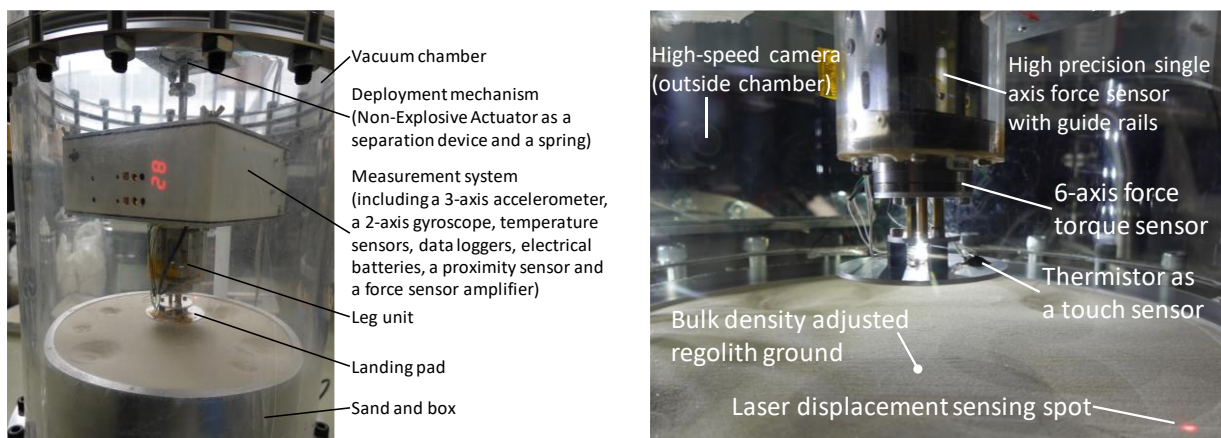 Vacuum chamber
Deployment mechanism
(Non-Explosive Actuator as a
separation device and a spring)
Measurement system
(including a 3-axis accelerometer,
a 2-axis gyroscope, temperature
sensors, data loggers, electrical
batteries, a proximity sensor and
a force sensor amplifier)
Leg unit
Landing pad
Sand and box
High-speed camera
(outside chamber)
High precision single
axis force sensor
with guide rails
6-axis force
torque sensor
Thermistor as
a touch sensor
Bulk density adjusted
regolith ground
Laser displacement sensing spot